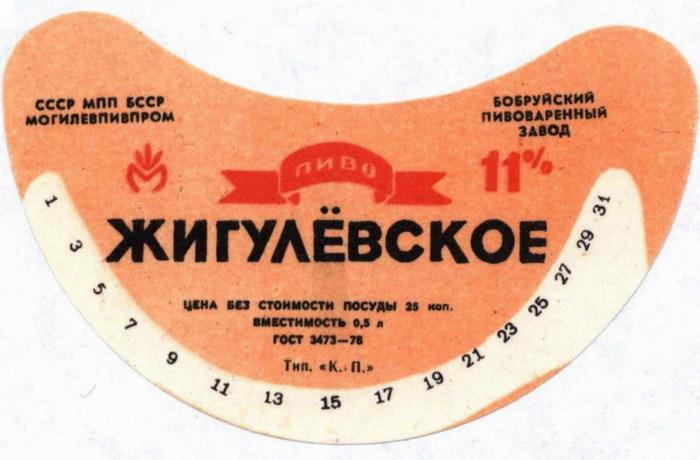 СССР МПП БССР
МОГИЛЕВПИВПРОМ
БОБРУЙСКИЙ
ПИВОВАРЕННЫЙ
ЗАВОД
ПИВО
11%
ЖИГУЛЁВСКОЕ
ЦЕНА БЕЗ СТОИМОСТИ ПОСУДЫ 25 коп.
ВМЕСТИМОСТЬ 0,5 л
ГОСТ 3473—78
Тип. «К. П.»
1 3 5 7 9 11 13 15 17 19 21 23 25 27 29 31